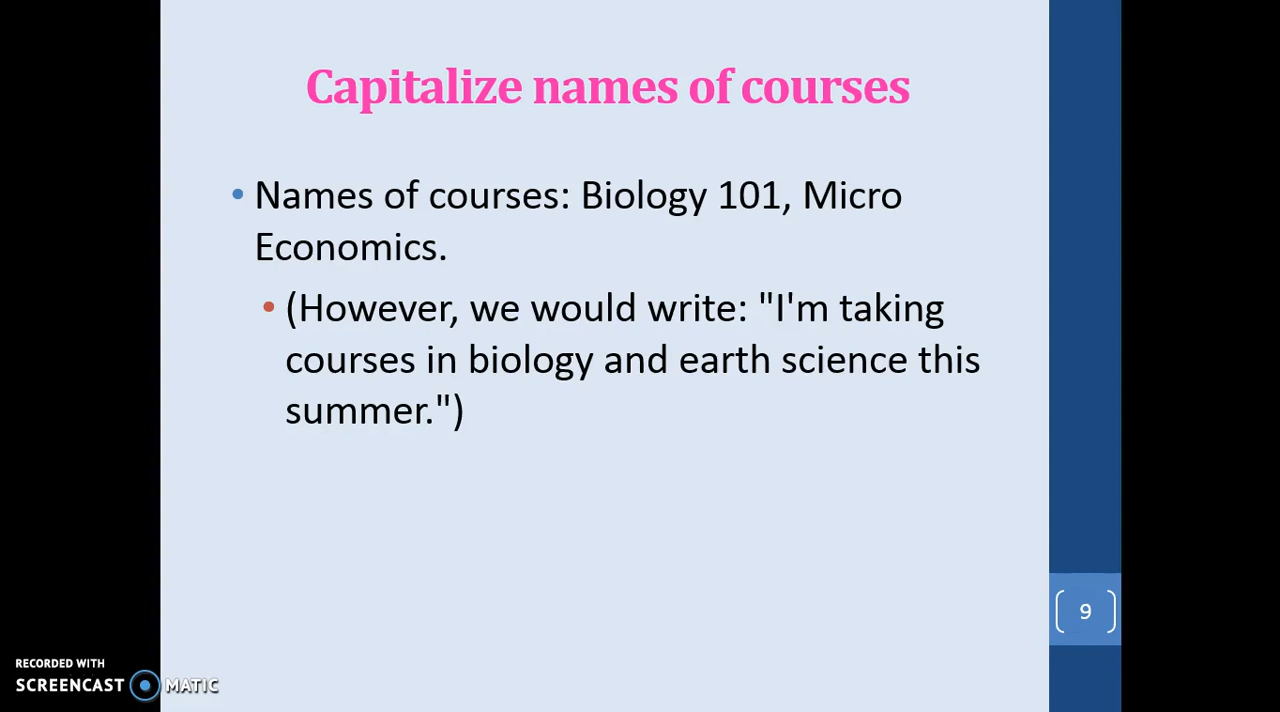 Capitalize names of courses
• Names of courses: Biology 101, Micro
Economics.
• (However, we would write: "I'm taking
courses in biology and earth science this
summer.")
9
RECORDED WITH
SCREENCAST MATIC